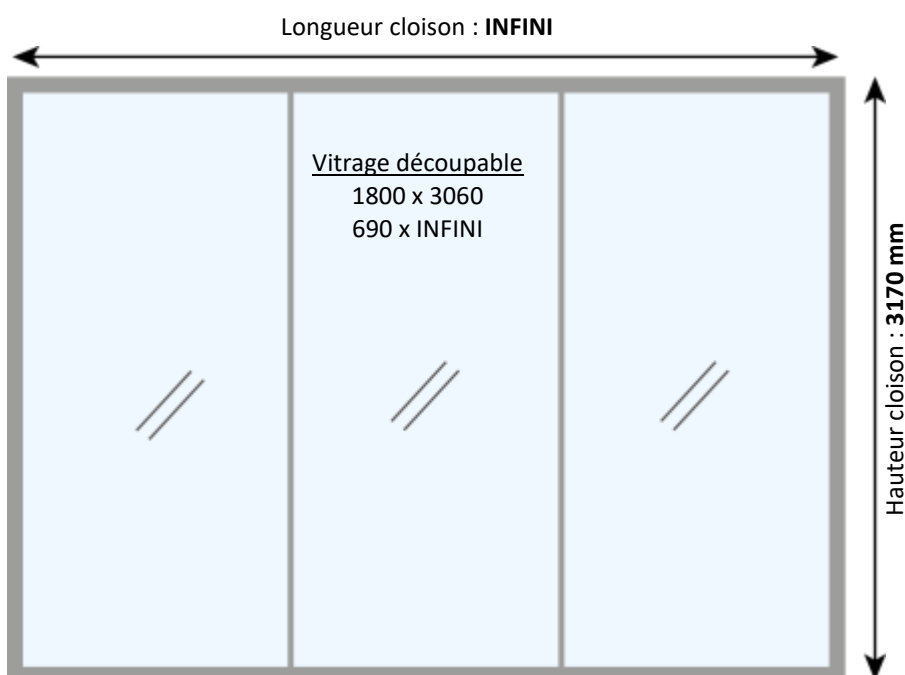 Longueur cloison : INFINI
Vitrage découpable
1800 x 3060
690 x INFINI
Hauteur cloison : 3170 mm